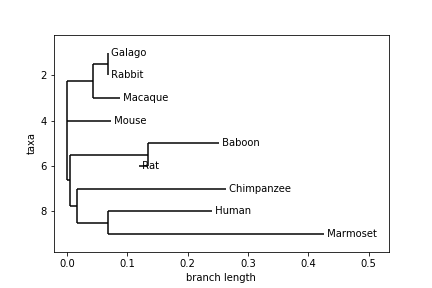 Galago
Rabbit
Macaque
Mouse
Baboon
Rat
Chimpanzee
Human
Marmoset
taxa
2
4
6
8
0.0 0.1 0.2 0.3 0.4 0.5
branch length